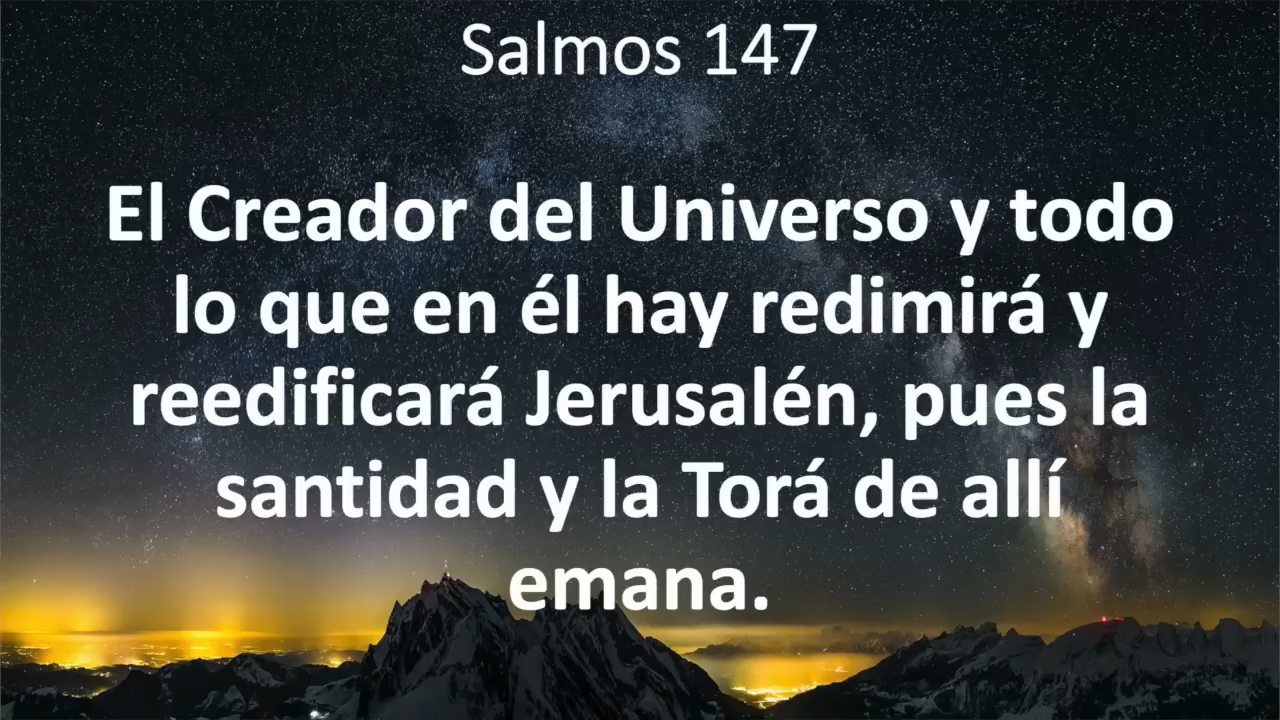 Salmos 147
El Creador del Universo y todo
lo que en él hay redimirá y
reedificará Jerusalén, pues la
santidad y la Torá de allí
emana.